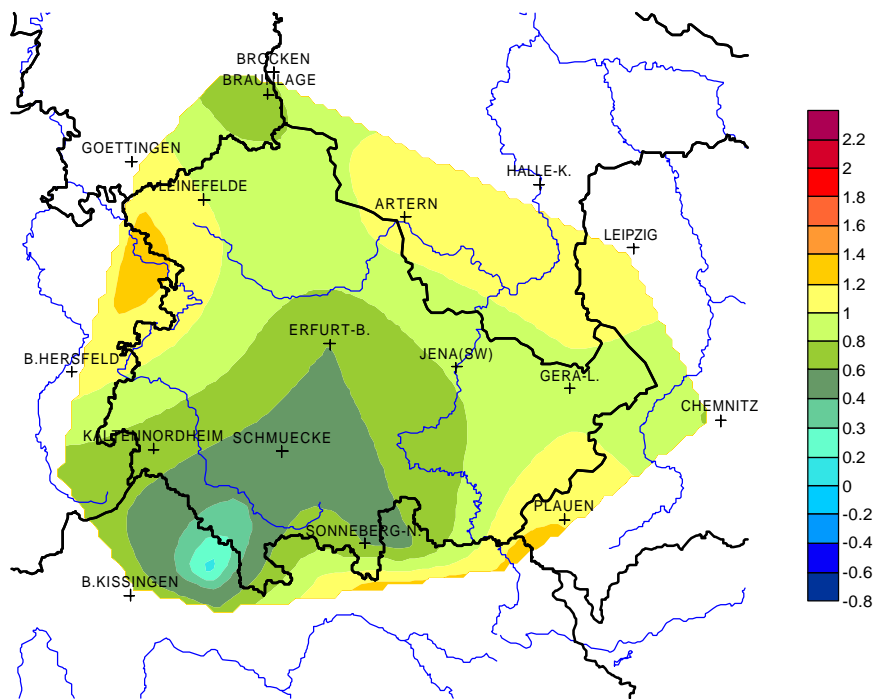 BROCKEN
BRAUNLAGE
GOETTINGEN
HALLE-K.
LEINEFELDE
ARTERN
LEIPZIG
ERFURT-B.
JENA(SW)
B.HERSFELD
GERA-L.
CHEMNITZ
KALTENNORDHEIM
SCHMUECKE
PLAUEN
SONNEBERG-N.
B.KISSINGEN
2.2
2
1.8
1.6
1.4
1.2
1
0.8
0.6
0.4
0.2
0
-0.2
-0.4
-0.6
-0.8